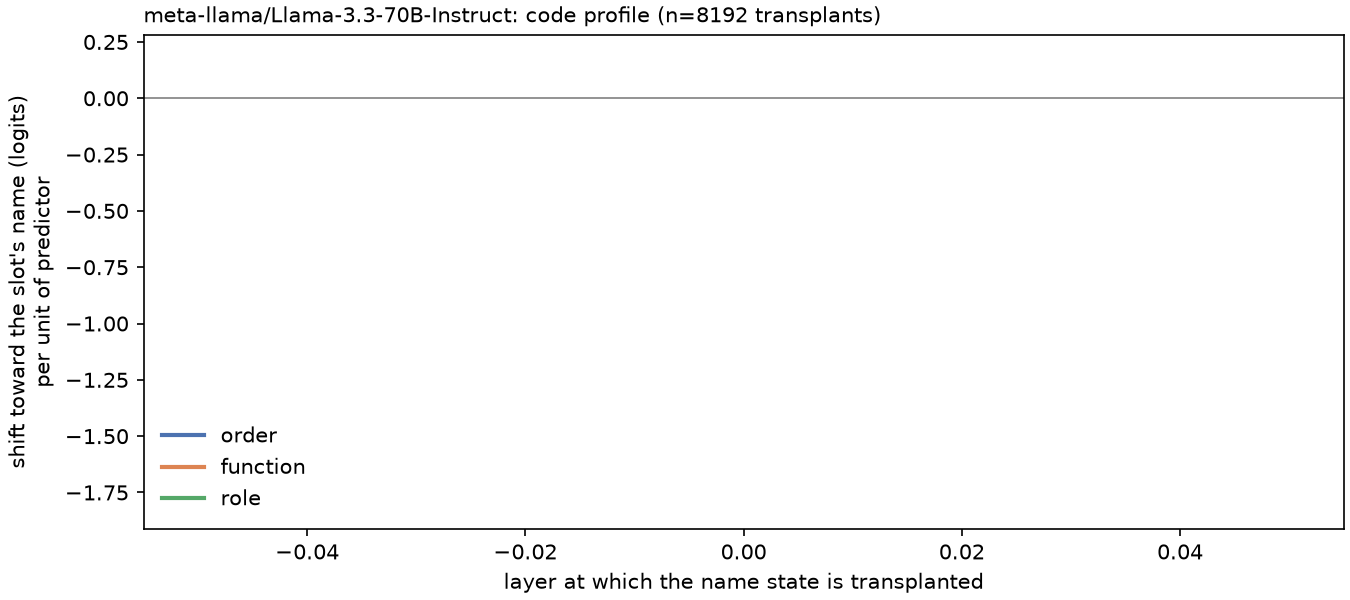 meta-llama/Llama-3.3-70B-Instruct: code profile (n=8192 transplants)
shift toward the slot's name (logits)
per unit of predictor
0.25
0.00
−0.25
−0.50
−0.75
−1.00
−1.25
−1.50
−1.75
order
function
role
−0.04
−0.02
0.00
0.02
0.04
layer at which the name state is transplanted